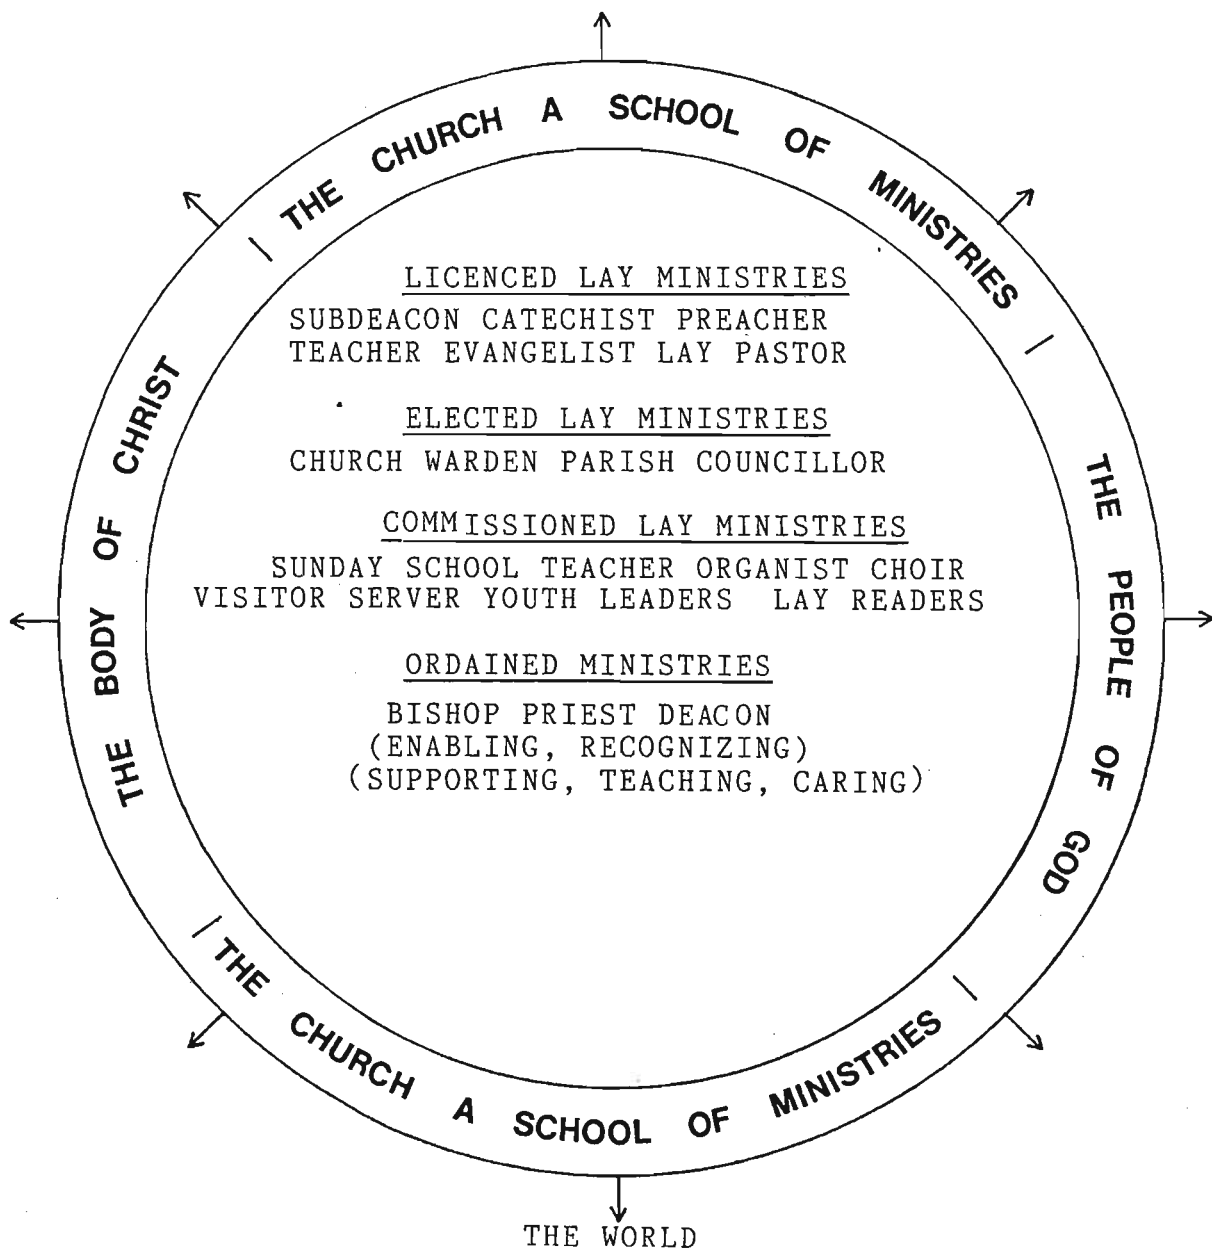 THE CHURCH A SCHOOL OF MINISTRIES
THE PEOPLE OF GOD
THE CHURCH A SCHOOL OF MINISTRIES
THE BODY OF CHRIST
LICENCED LAY MINISTRIES
SUBDEACON CATECHIST PREACHER
TEACHER EVANGELIST LAY PASTOR
ELECTED LAY MINISTRIES
CHURCH WARDEN PARISH COUNCILLOR
COMMISSIONED LAY MINISTRIES
SUNDAY SCHOOL TEACHER ORGANIST CHOIR
VISITOR SERVER YOUTH LEADERS LAY READERS
ORDAINED MINISTRIES
BISHOP PRIEST DEACON
(ENABLING, RECOGNIZING)
(SUPPORTING, TEACHING, CARING)
THE WORLD